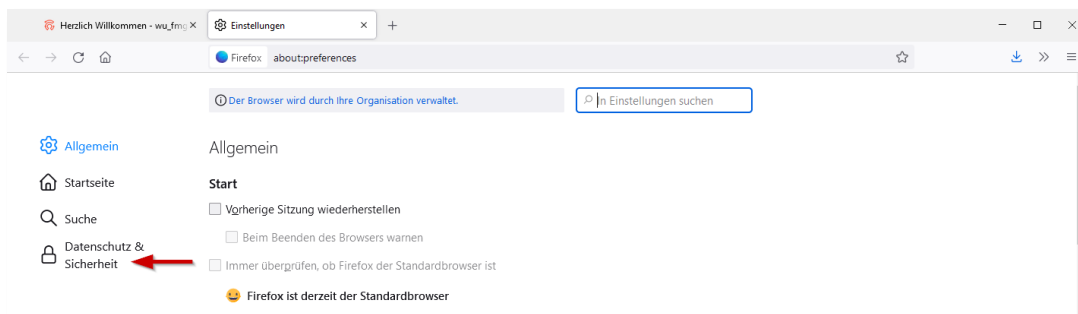 Herzlich Willkommen - wu_fmg
Einstellungen
Firefox about:preferences
Der Browser wird durch Ihre Organisation verwaltet.
In Einstellungen suchen
Allgemein
Allgemein
Startseite
Start
Suche
Vorherige Sitzung wiederherstellen
Datenschutz &
Sicherheit
Beim Beenden des Browsers warnen
Immer überprüfen, ob Firefox der Standardbrowser ist
Firefox ist derzeit der Standardbrowser